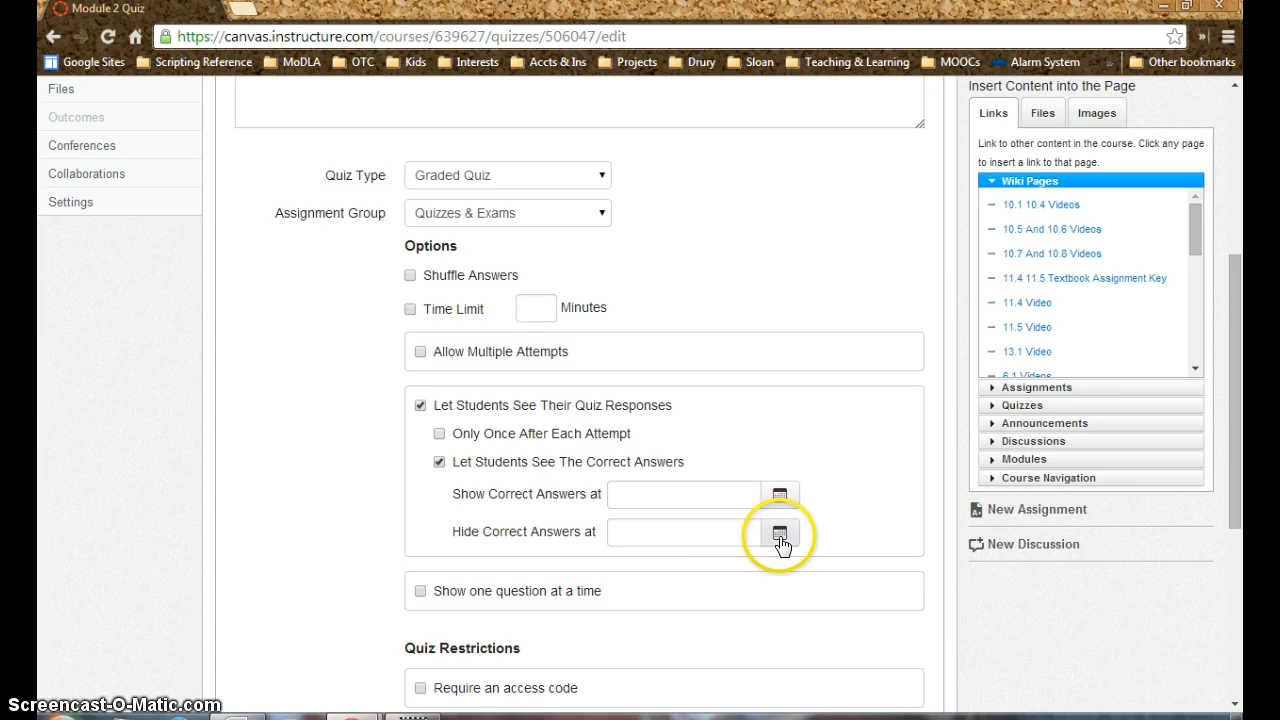 Module 2 Quiz
https://canvas.instructure.com/courses/639627/quizzes/506047/edit
Google Sites Scripting Reference MoDLA OTC Kids Interests Accts & Ins Projects Drury Sloan Teaching & Learning MOOCs Alarm System » Other bookmarks
Files
Outcomes
Conferences
Collaborations
Settings
Quiz Type Graded Quiz
Assignment Group Quizzes & Exams
Options
Shuffle Answers
Time Limit Minutes
Allow Multiple Attempts
Let Students See Their Quiz Responses
Only Once After Each Attempt
Let Students See The Correct Answers
Show Correct Answers at
Hide Correct Answers at
Show one question at a time
Quiz Restrictions
Require an access code
Insert Content into the Page
Links Files Images
Link to other content in the course. Click any page
to insert a link to that page.
Wiki Pages
10.1 10.4 Videos
10.5 And 10.6 Videos
10.7 And 10.8 Videos
11.4 11.5 Textbook Assignment Key
11.4 Video
11.5 Video
13.1 Video
6.1 Videos
Assignments
Quizzes
Announcements
Discussions
Modules
Course Navigation
New Assignment
New Discussion
Screencast-O-Matic.com